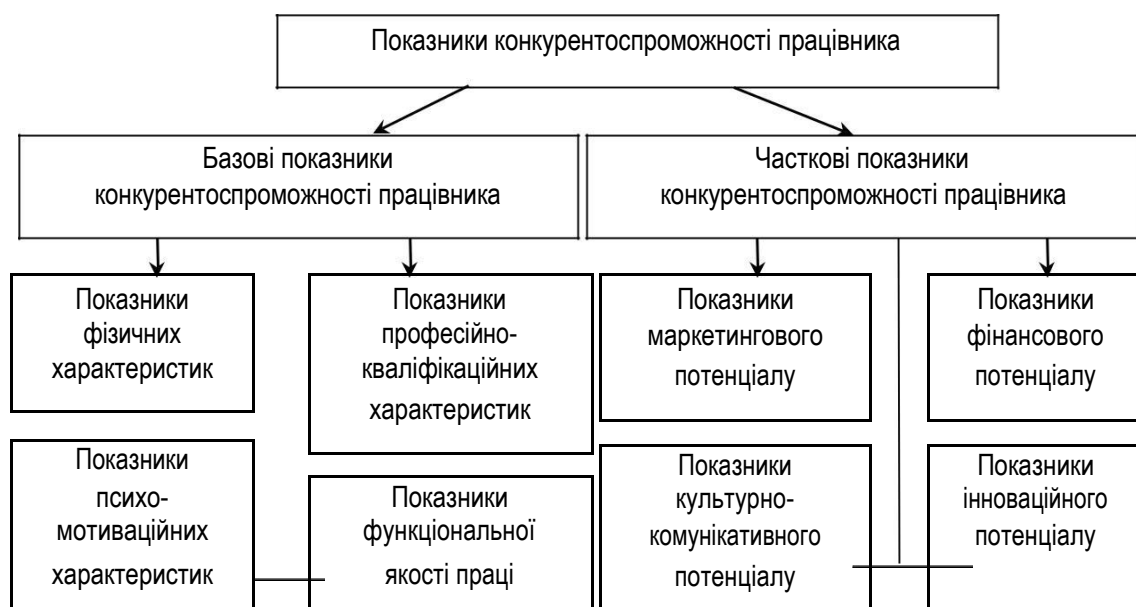 Показники конкурентоспроможності працівника
Базові показники
конкурентоспроможності працівника
Часткові показники
конкурентоспроможності працівника
Показники
фізичних
характеристик
Показники
професійно-
кваліфікаційних
характеристик
Показники
маркетингового
потенціалу
Показники
фінансового
потенціалу
Показники
психо-
мотиваційних
характеристик
Показники
функціональної
якості праці
Показники
культурно-
комунікативного
потенціалу
Показники
інноваційного
потенціалу